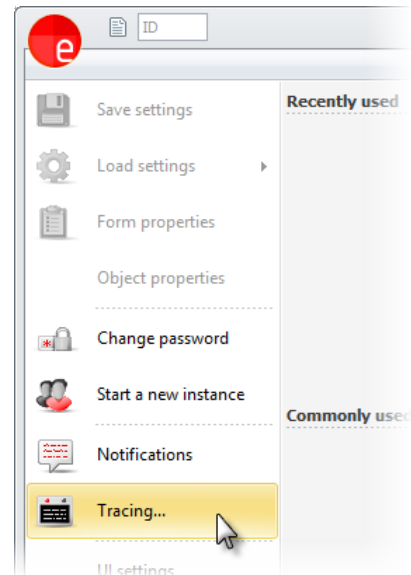 e
ID
Save settings
Recently used
Load settings
Form properties
Object properties
Change password
Start a new instance
Commonly used
Notifications
Tracing...
UI settings